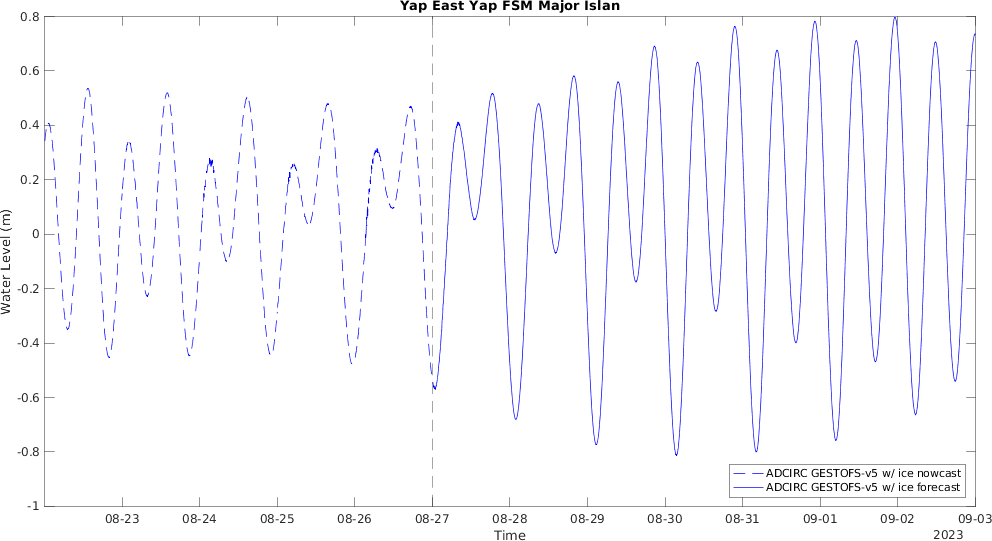 Yap East Yap FSM Major Islan
0.8
0.6
0.4
0.2
0
-0.2
-0.4
-0.6
-0.8
-1
Water Level (m)
08-23 08-24 08-25 08-26 08-27 08-28 08-29 08-30 08-31 09-01 09-02 09-03
Time
2023
ADCIRC GESTOFS-v5 w/ ice nowcast
ADCIRC GESTOFS-v5 w/ ice forecast